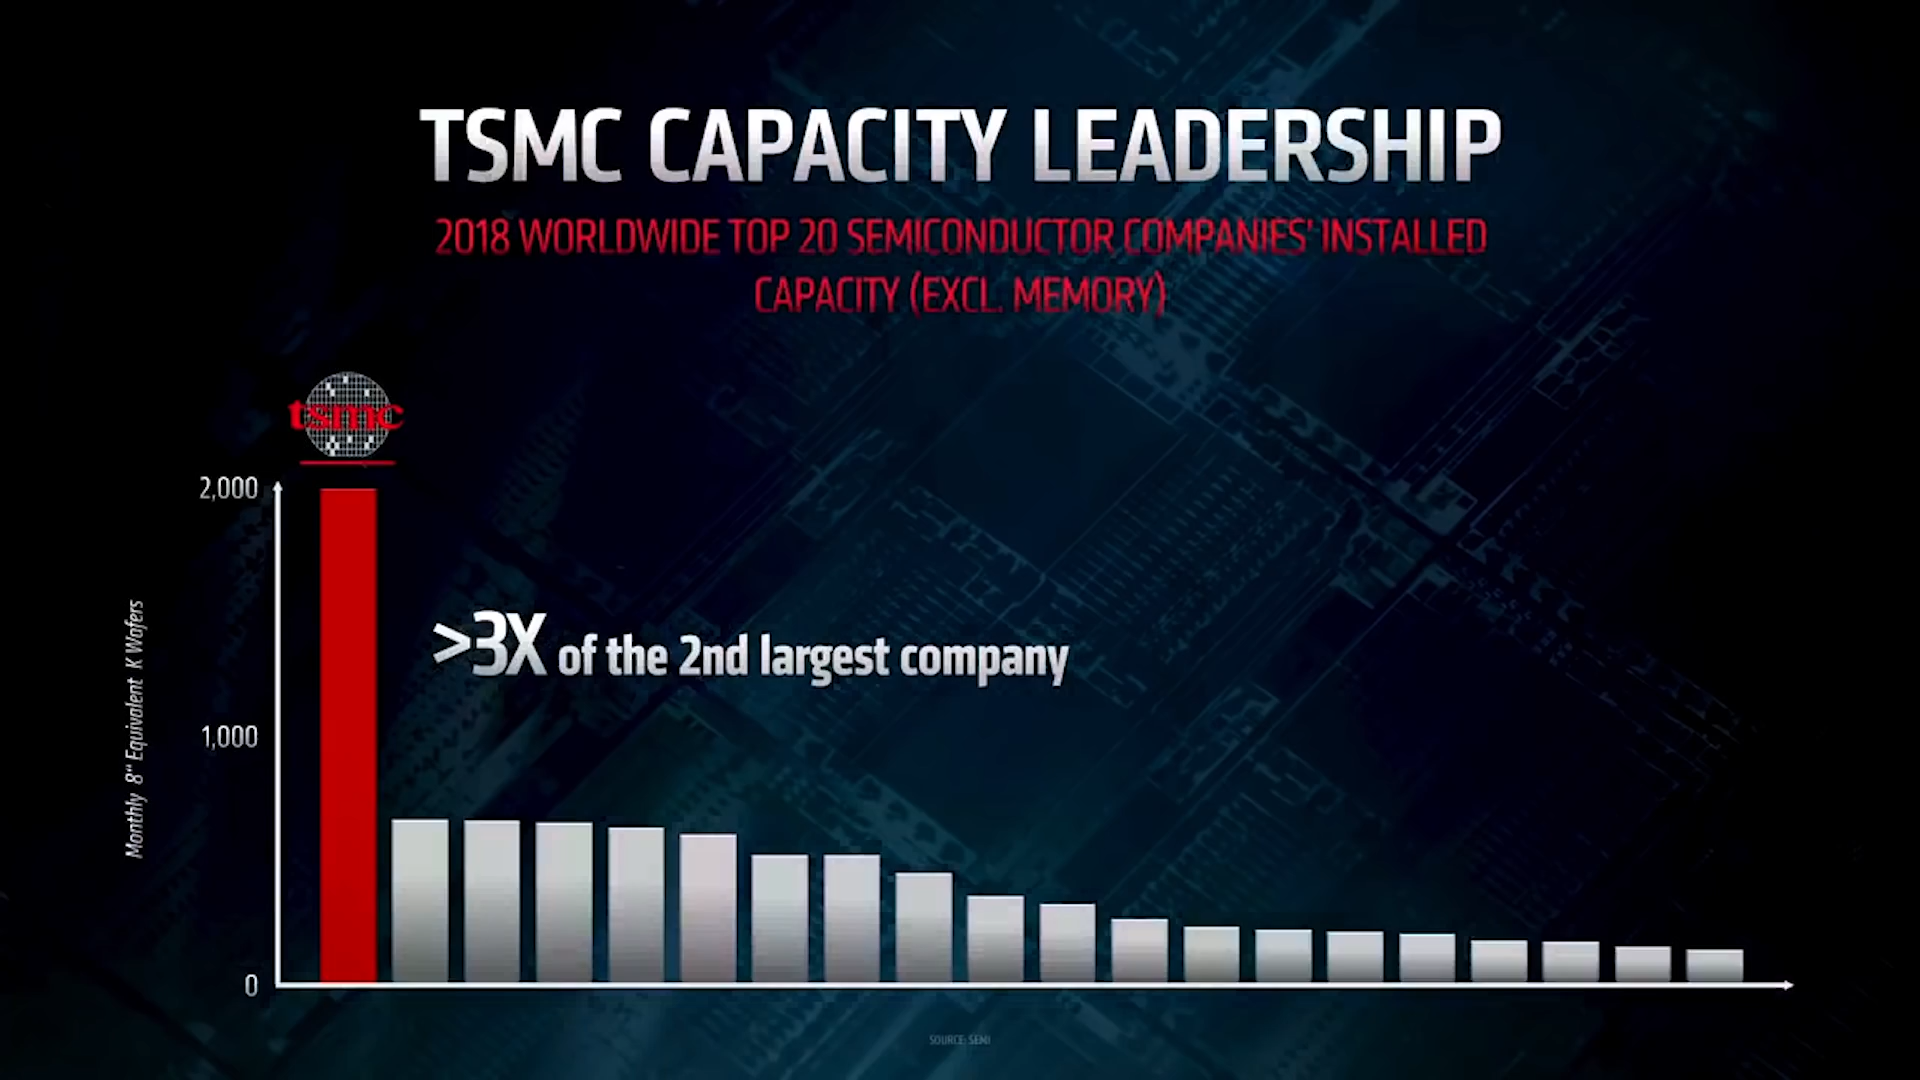 TSMC CAPACITY LEADERSHIP
2018 WORLDWIDE TOP 20 SEMICONDUCTOR COMPANIES' INSTALLED
CAPACITY (EXCL. MEMORY)
tsmc
2,000
>3X of the 2nd largest company
1,000
Monthly 8" Equivalent K Wafers
0
SOURCE: SEMI